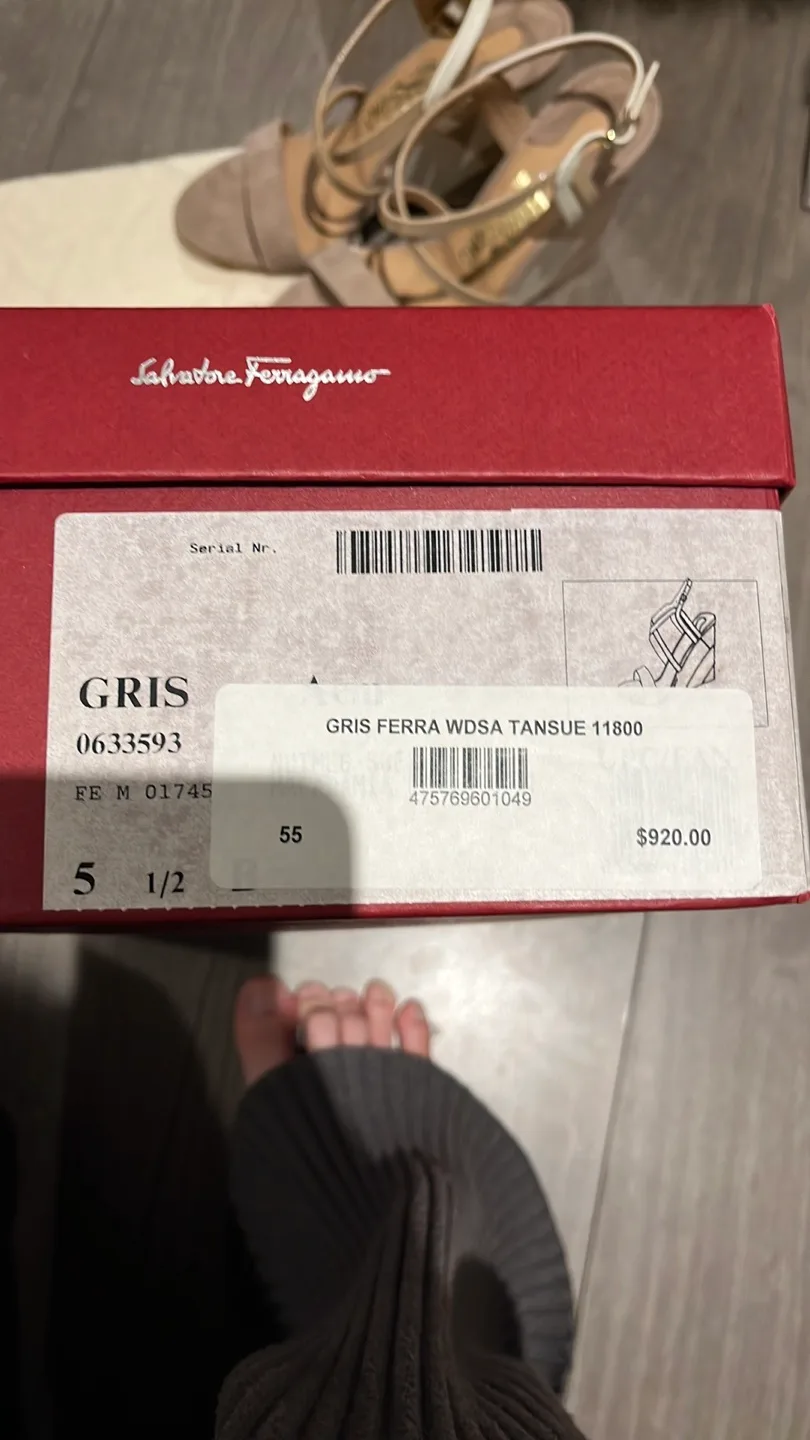 Salvatore Ferragamo
Serial Nr.
GRIS
0633593
GRIS FERRA WDSA TANSUE 11800
475769601049
FE M 01745
55
$920.00
5 1/2